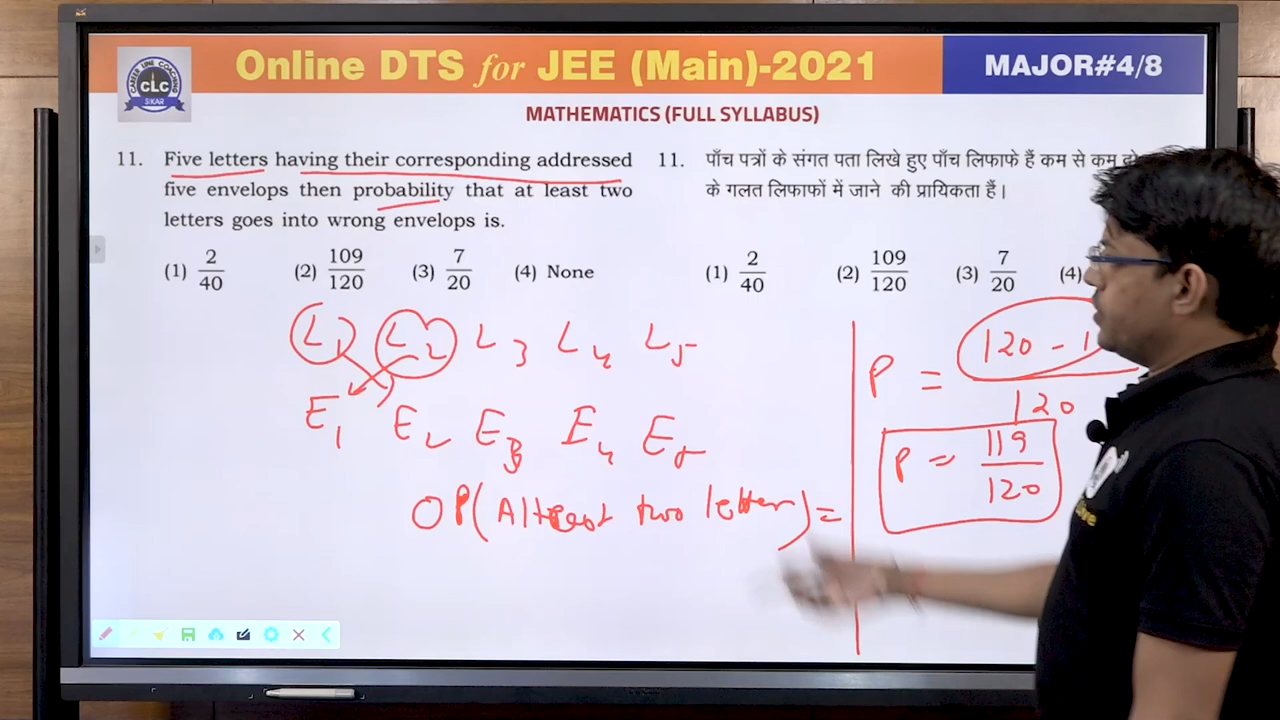 Online DTS for JEE (Main)-2021
MAJOR#4/8
CAREER LINE COACHING
CLC
SIKAR
MATHEMATICS (FULL SYLLABUS)
11. Five letters having their corresponding addressed
five envelops then probability that at least two
letters goes into wrong envelops is.
(1) 2/40 (2) 109/120 (3) 7/20 (4) None
11. पाँच पत्रों के संगत पता लिखे हुए पाँच लिफाफे हैं कम से कम दो
के गलत लिफाफों में जाने की प्रायिकता हैं।
(1) 2/40 (2) 109/120 (3) 7/20 (4)
L1 L2 L3 L4 L5
E1 E2 E3 E4 E5
P(Atleast two letter) =
P = 120 - 1 / 120
P = 119/120